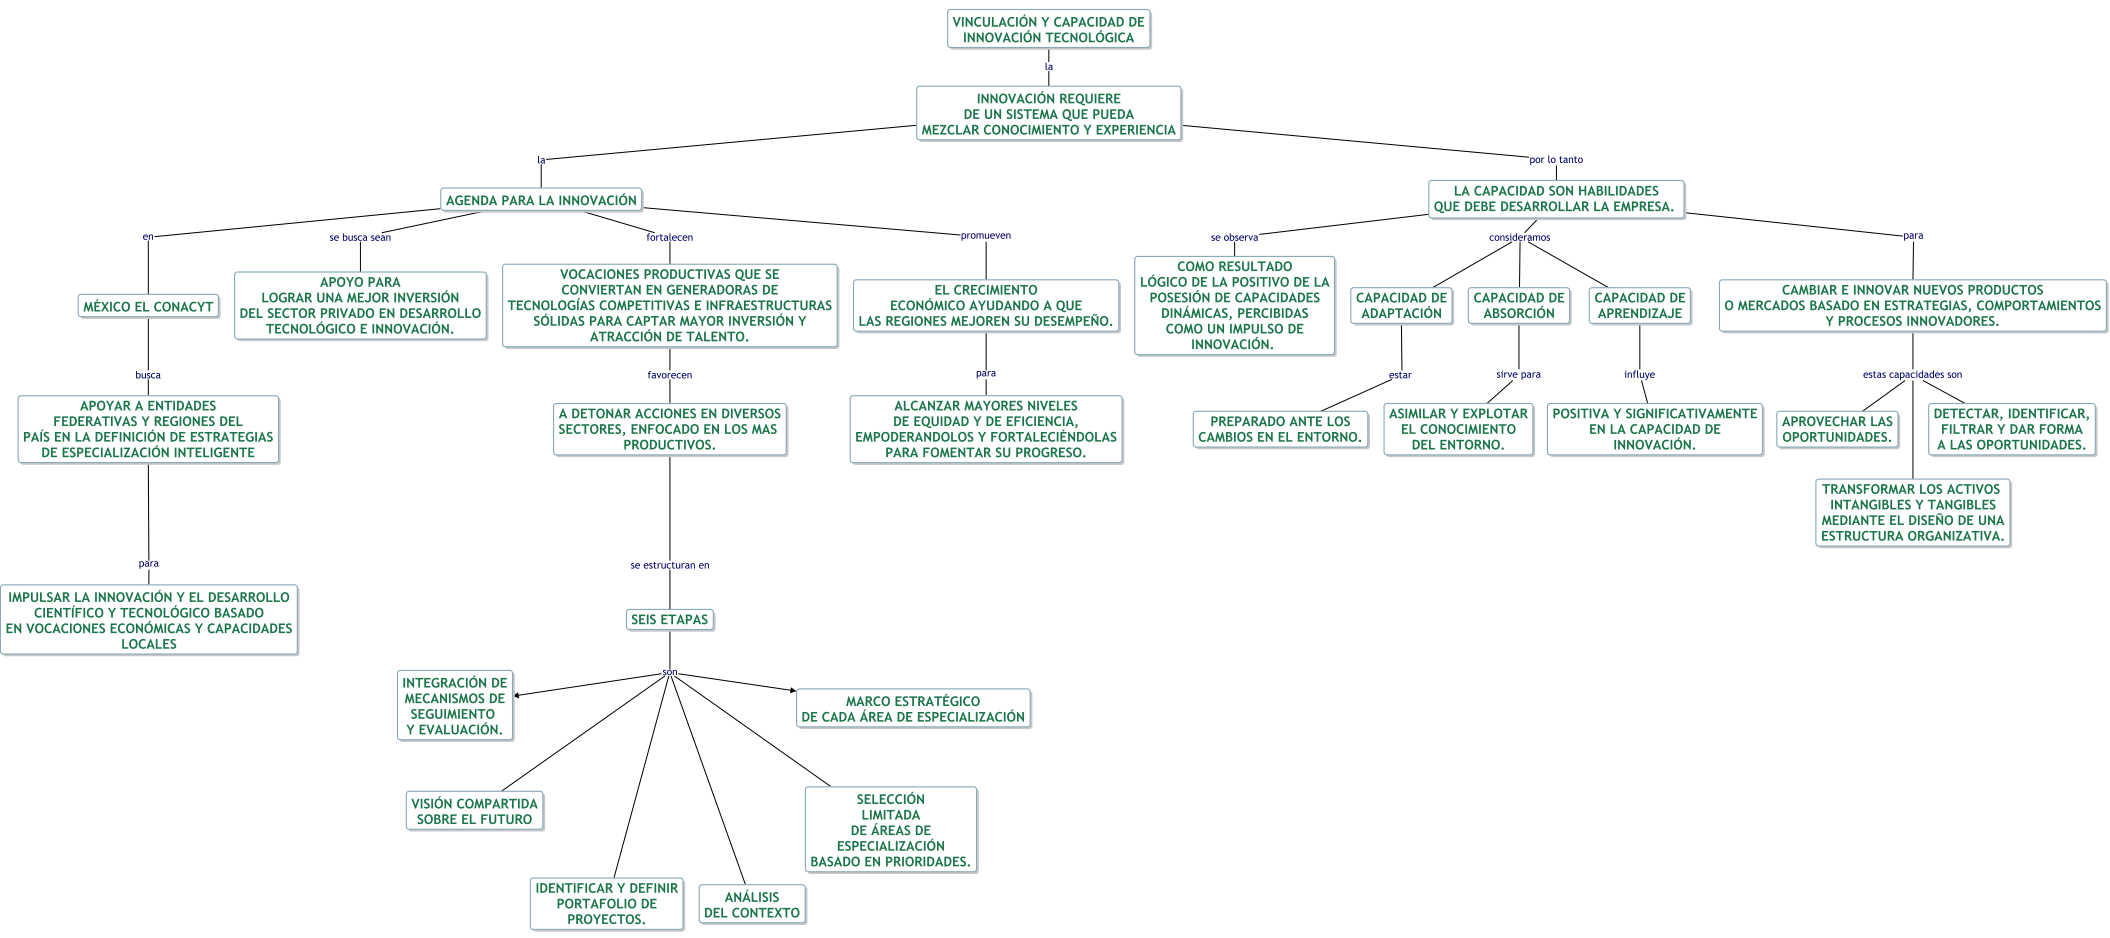 VINCULACIÓN Y CAPACIDAD DE
INNOVACIÓN TECNOLÓGICA
la
INNOVACIÓN REQUIERE
DE UN SISTEMA QUE PUEDA
MEZCLAR CONOCIMIENTO Y EXPERIENCIA
la
por lo tanto
AGENDA PARA LA INNOVACIÓN
LA CAPACIDAD SON HABILIDADES
QUE DEBE DESARROLLAR LA EMPRESA.
en
se busca sean
fortalecen
promueven
se observa
consideramos
para
MÉXICO EL CONACYT
APOYO PARA
LOGRAR UNA MEJOR INVERSIÓN
DEL SECTOR PRIVADO EN DESARROLLO
TECNOLÓGICO E INNOVACIÓN.
VOCACIONES PRODUCTIVAS QUE SE
CONVIERTAN EN GENERADORAS DE
TECNOLOGÍAS COMPETITIVAS E INFRAESTRUCTURAS
SÓLIDAS PARA CAPTAR MAYOR INVERSIÓN Y
ATRACCIÓN DE TALENTO.
EL CRECIMIENTO
ECONÓMICO AYUDANDO A QUE
LAS REGIONES MEJOREN SU DESEMPEÑO.
COMO RESULTADO
LÓGICO DE LA POSITIVO DE LA
POSESIÓN DE CAPACIDADES
DINÁMICAS, PERCIBIDAS
COMO UN IMPULSO DE
INNOVACIÓN.
CAPACIDAD DE
ADAPTACIÓN
CAPACIDAD DE
ABSORCIÓN
CAPACIDAD DE
APRENDIZAJE
CAMBIAR E INNOVAR NUEVOS PRODUCTOS
O MERCADOS BASADO EN ESTRATEGIAS, COMPORTAMIENTOS
Y PROCESOS INNOVADORES.
busca
favorecen
para
estar
sirve para
influye
estas capacidades son
APOYAR A ENTIDADES
FEDERATIVAS Y REGIONES DEL
PAÍS EN LA DEFINICIÓN DE ESTRATEGIAS
DE ESPECIALIZACIÓN INTELIGENTE
A DETONAR ACCIONES EN DIVERSOS
SECTORES, ENFOCADO EN LOS MAS
PRODUCTIVOS.
ALCANZAR MAYORES NIVELES
DE EQUIDAD Y DE EFICIENCIA,
EMPODERANDOLOS Y FORTALECIÉNDOLAS
PARA FOMENTAR SU PROGRESO.
PREPARADO ANTE LOS
CAMBIOS EN EL ENTORNO.
ASIMILAR Y EXPLOTAR
EL CONOCIMIENTO
DEL ENTORNO.
POSITIVA Y SIGNIFICATIVAMENTE
EN LA CAPACIDAD DE
INNOVACIÓN.
APROVECHAR LAS
OPORTUNIDADES.
DETECTAR, IDENTIFICAR,
FILTRAR Y DAR FORMA
A LAS OPORTUNIDADES.
TRANSFORMAR LOS ACTIVOS
INTANGIBLES Y TANGIBLES
MEDIANTE EL DISEÑO DE UNA
ESTRUCTURA ORGANIZATIVA.
para
se estructuran en
IMPULSAR LA INNOVACIÓN Y EL DESARROLLO
CIENTÍFICO Y TECNOLÓGICO BASADO
EN VOCACIONES ECONÓMICAS Y CAPACIDADES
LOCALES
SEIS ETAPAS
son
INTEGRACIÓN DE
MECANISMOS DE
SEGUIMIENTO
Y EVALUACIÓN.
MARCO ESTRATÉGICO
DE CADA ÁREA DE ESPECIALIZACIÓN
VISIÓN COMPARTIDA
SOBRE EL FUTURO
SELECCIÓN
LIMITADA
DE ÁREAS DE
ESPECIALIZACIÓN
BASADO EN PRIORIDADES.
IDENTIFICAR Y DEFINIR
PORTAFOLIO DE
PROYECTOS.
ANÁLISIS
DEL CONTEXTO